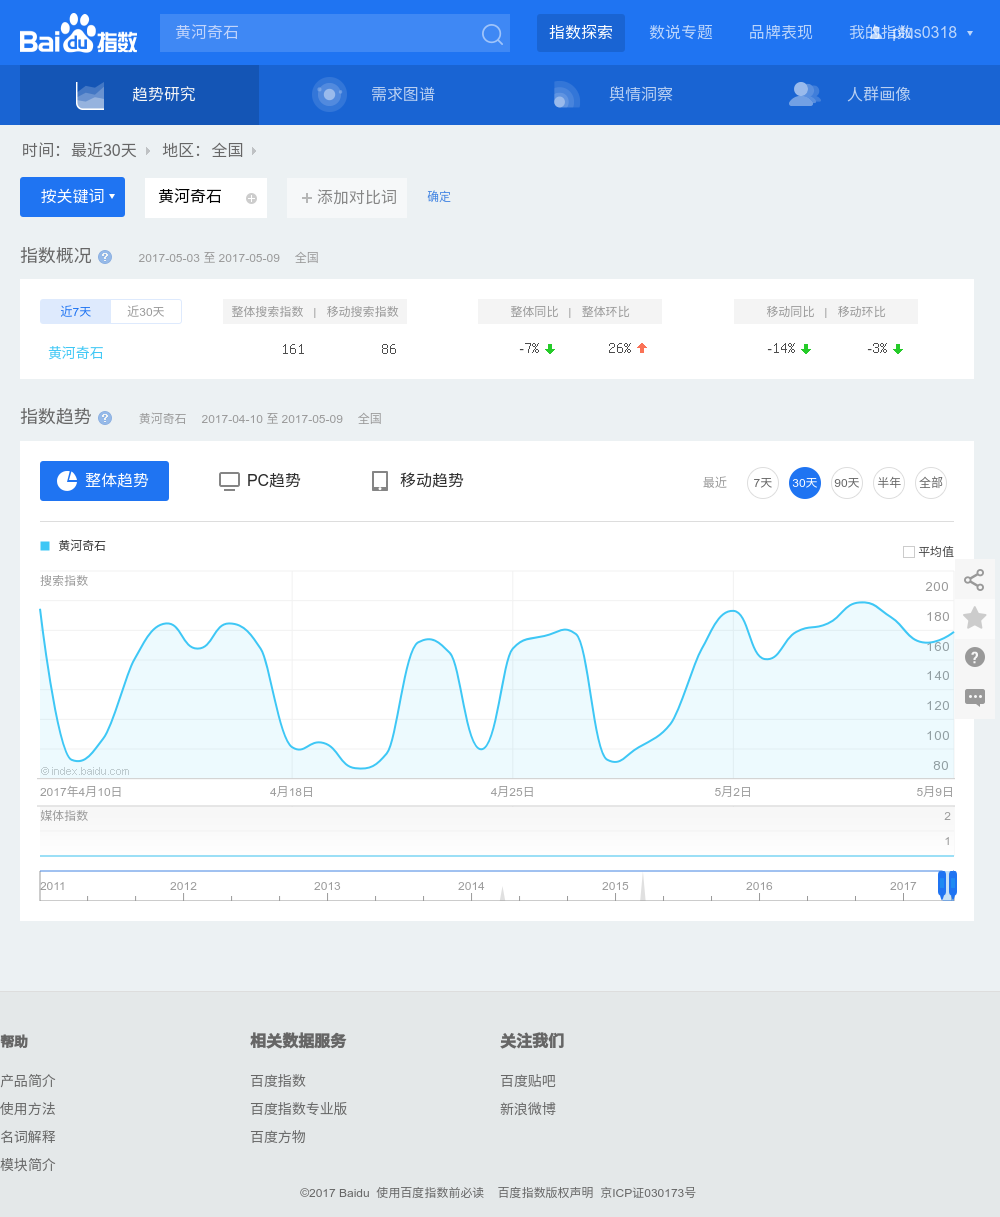 Bai du 指数
黄河奇石
指数探索 数说专题 品牌表现 我的指数 plus0318
趋势研究 需求图谱 舆情洞察 人群画像
时间： 最近30天 地区： 全国
按关键词 黄河奇石 +添加对比词 确定
指数概况 ? 2017-05-03 至 2017-05-09 全国
近7天 近30天 整体搜索指数 | 移动搜索指数 整体同比 | 整体环比 移动同比 | 移动环比
黄河奇石 161 86 -7% 26% -14% -3%
指数趋势 ? 黄河奇石 2017-04-10 至 2017-05-09 全国
整体趋势 PC趋势 移动趋势 最近 7天 30天 90天 半年 全部
黄河奇石
平均值
搜索指数
200
180
160
140
120
100
80
©index.baidu.com
2017年4月10日 4月18日 4月25日 5月2日 5月9日
媒体指数 2
1
2011 2012 2013 2014 2015 2016 2017
帮助 相关数据服务 关注我们
产品简介 百度指数 百度贴吧
使用方法 百度指数专业版 新浪微博
名词解释 百度方物
模块简介
©2017 Baidu 使用百度指数前必读 百度指数版权声明 京ICP证030173号